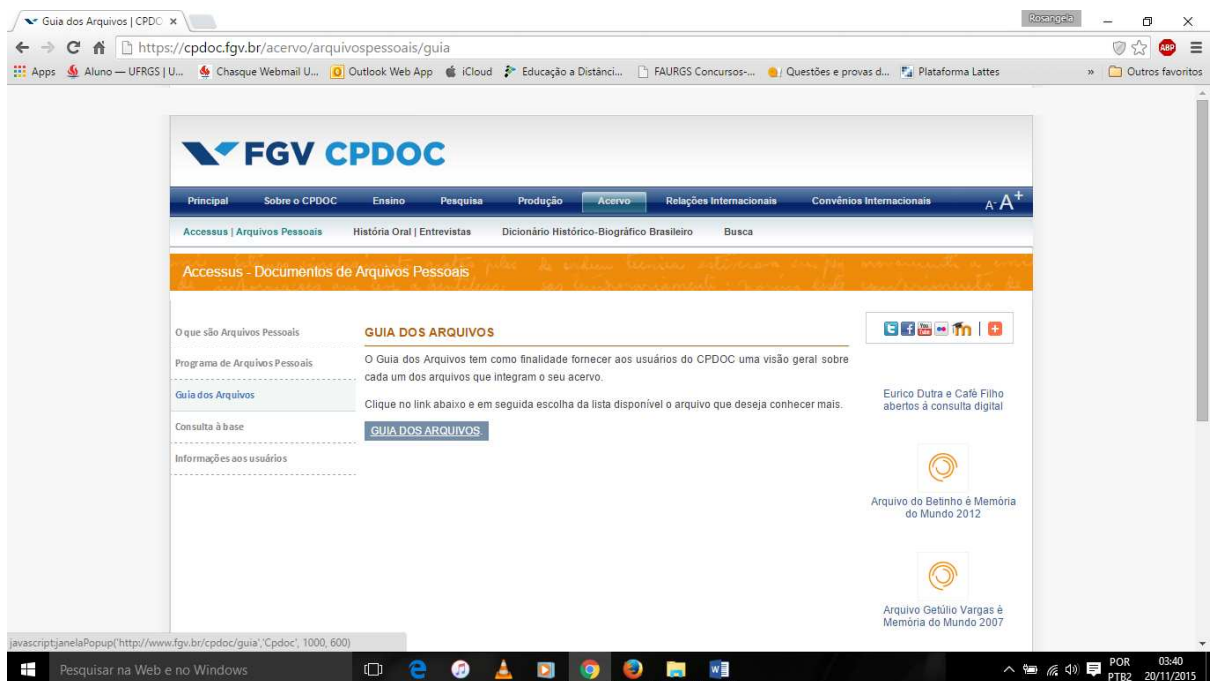 Guia dos Arquivos | CPDO
Rosangela
https://cpdoc.fgv.br/acervo/arquivospessoais/guia
ABP
Apps Aluno — UFRGS | U... Chasque Webmail U... Outlook Web App iCloud Educação a Distânci... FAURGS Concursos-... Questões e provas d... Plataforma Lattes » Outros favoritos
FGV CPDOC
Principal Sobre o CPDOC Ensino Pesquisa Produção Acervo Relações Internacionais Convênios Internacionais A- A+
Accessus | Arquivos Pessoais História Oral | Entrevistas Dicionário Histórico-Biográfico Brasileiro Busca
Accessus - Documentos de Arquivos Pessoais
O que são Arquivos Pessoais
Programa de Arquivos Pessoais
Guia dos Arquivos
Consulta à base
Informações aos usuários
GUIA DOS ARQUIVOS
O Guia dos Arquivos tem como finalidade fornecer aos usuários do CPDOC uma visão geral sobre
cada um dos arquivos que integram o seu acervo.
Clique no link abaixo e em seguida escolha da lista disponível o arquivo que deseja conhecer mais.
GUIA DOS ARQUIVOS.
Eurico Dutra e Café Filho
abertos à consulta digital
Arquivo do Betinho é Memória
do Mundo 2012
Arquivo Getúlio Vargas é
Memória do Mundo 2007
javascript:janelaPopup('http://www.fgv.br/cpdoc/guia','Cpdoc', 1000, 600)
Pesquisar na Web e no Windows
POR 03:40
PTB2 20/11/2015